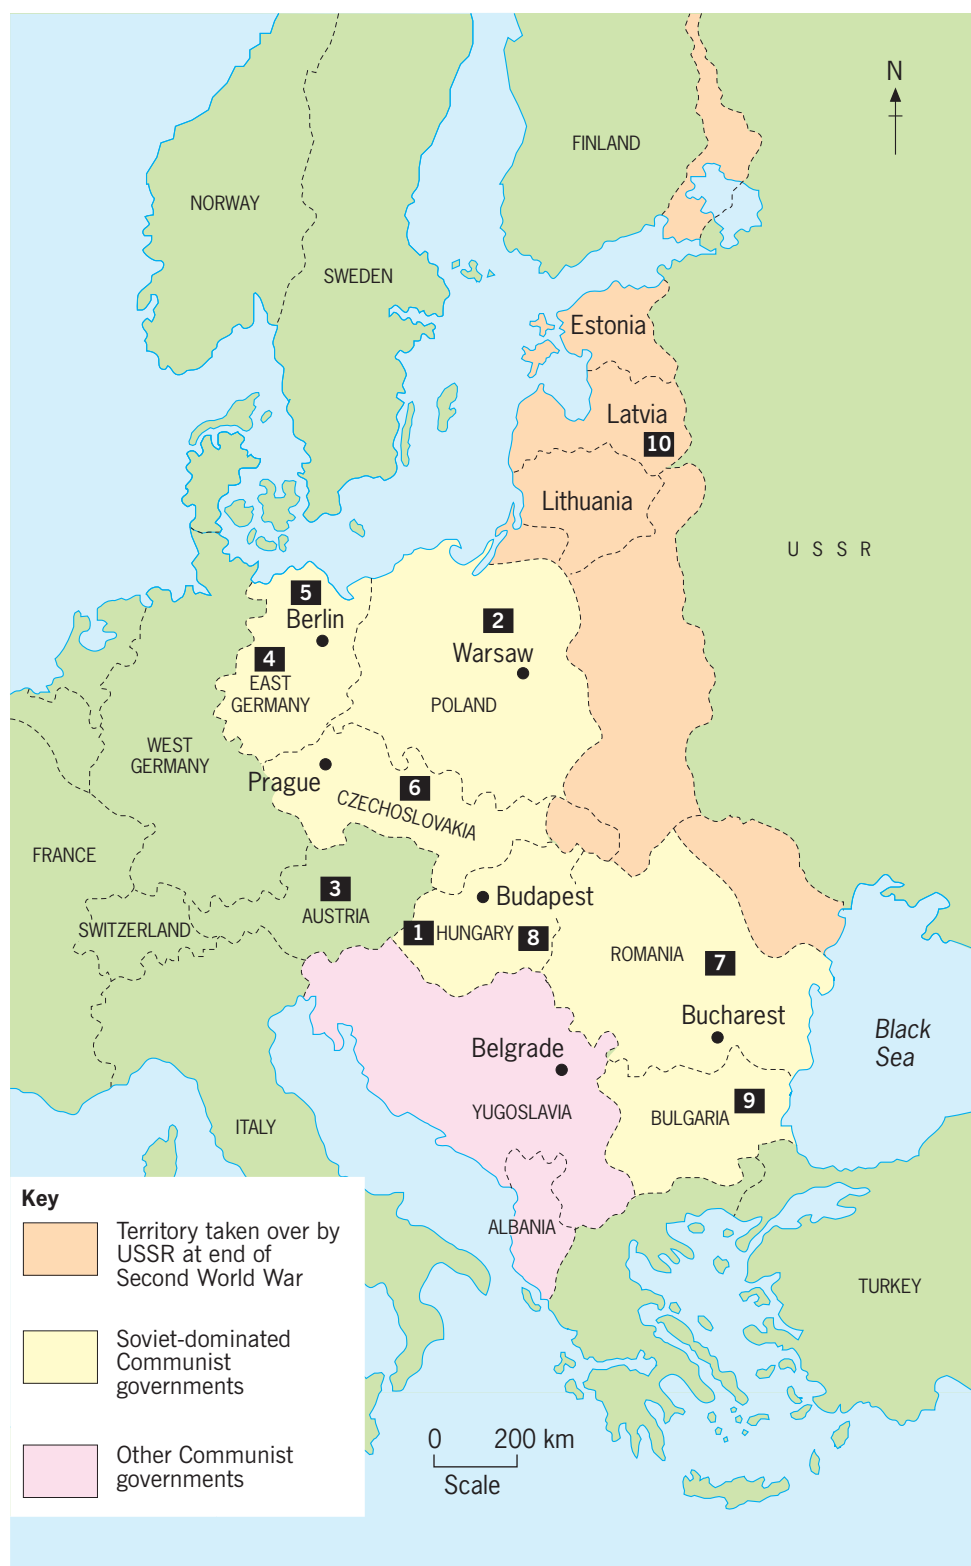 N
FINLAND
NORWAY
SWEDEN
Estonia
Latvia
10
Lithuania
U S S R
5
Berlin
2
Warsaw
4
EAST
GERMANY
POLAND
WEST
GERMANY
Prague
6
CZECHOSLOVAKIA
FRANCE
3
AUSTRIA
Budapest
SWITZERLAND
1
HUNGARY
8
ROMANIA
7
Bucharest
Black
Sea
Belgrade
YUGOSLAVIA
BULGARIA
9
ITALY
ALBANIA
TURKEY
Key
Territory taken over by
USSR at end of
Second World War
Soviet-dominated
Communist
governments
Other Communist
governments
0 200 km
Scale